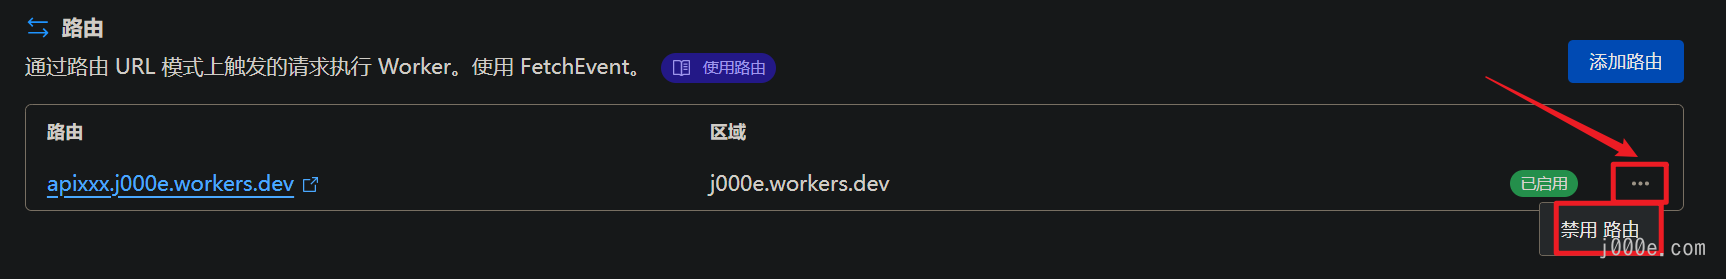 路由
通过路由 URL 模式上触发的请求执行 Worker。使用 FetchEvent。 使用路由
添加路由
路由 区域
apixxx.j000e.workers.dev j000e.workers.dev 已启用 ···
禁用 路由
j000e.com